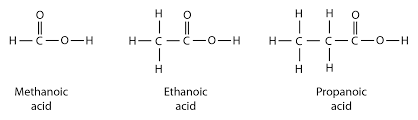 O
H—C—O—H
Methanoic
acid
H O
H—C—C—O—H
H
Ethanoic
acid
H H O
H—C—C—C—O—H
H H
Propanoic
acid